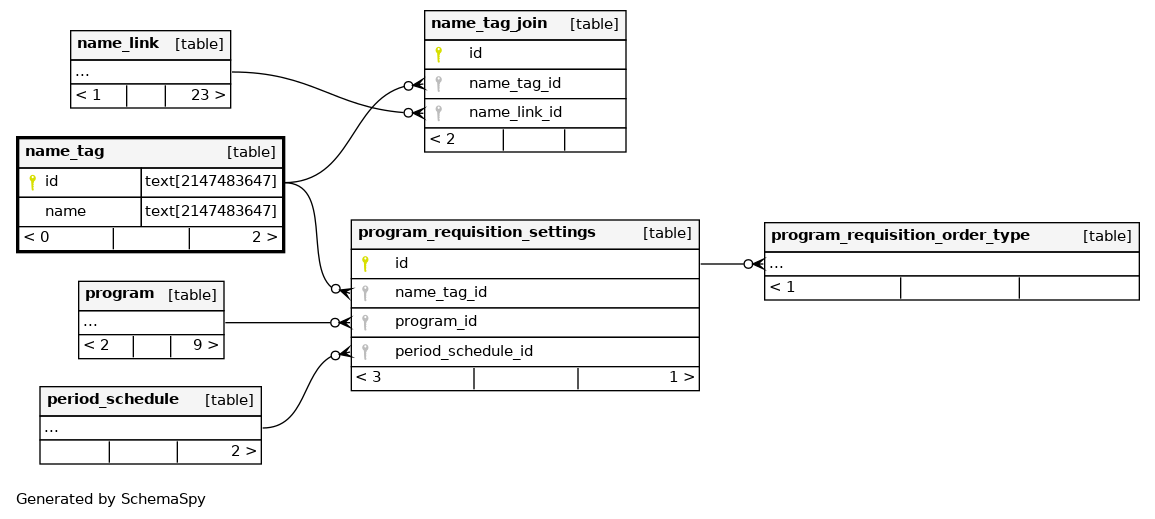 name_link [table]
...
< 1 23 >
name_tag_join [table]
id
name_tag_id
name_link_id
< 2
name_tag [table]
id text[2147483647]
name text[2147483647]
< 0 2 >
program_requisition_settings [table]
id
name_tag_id
program_id
period_schedule_id
< 3 1 >
program_requisition_order_type [table]
...
< 1
program [table]
...
< 2 9 >
period_schedule [table]
...
2 >
Generated by SchemaSpy